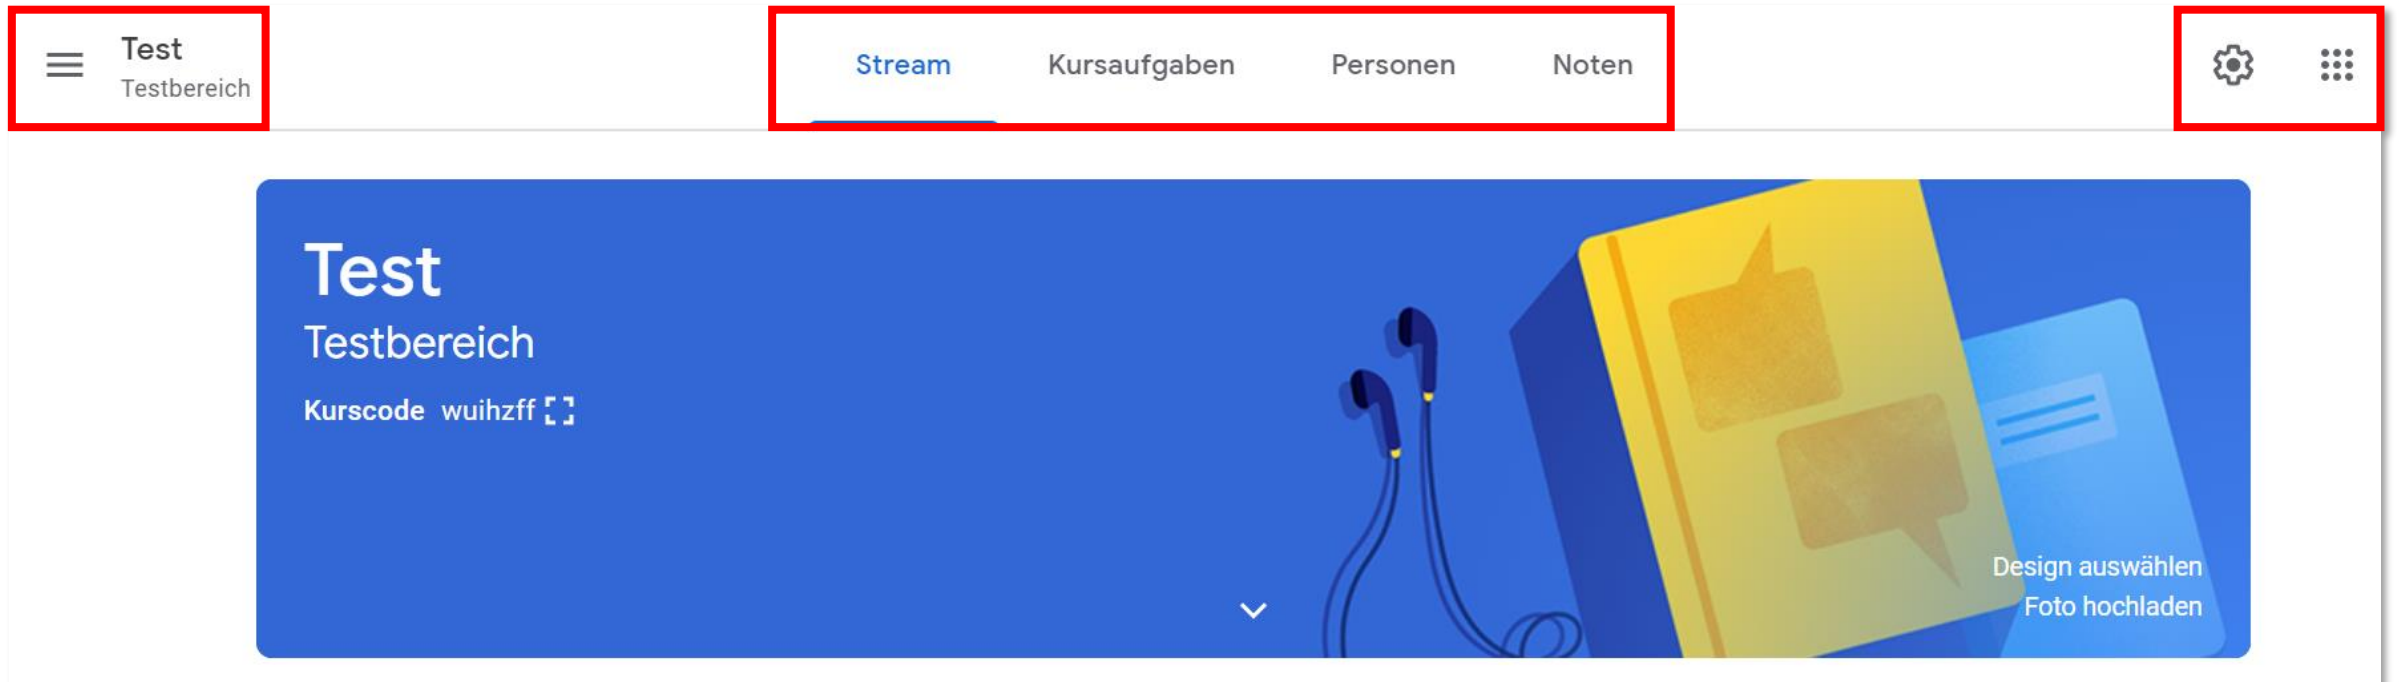 Test
Testbereich
Stream Kursaufgaben Personen Noten
Test
Testbereich
Kurscode wuihzff
Design auswählen
Foto hochladen